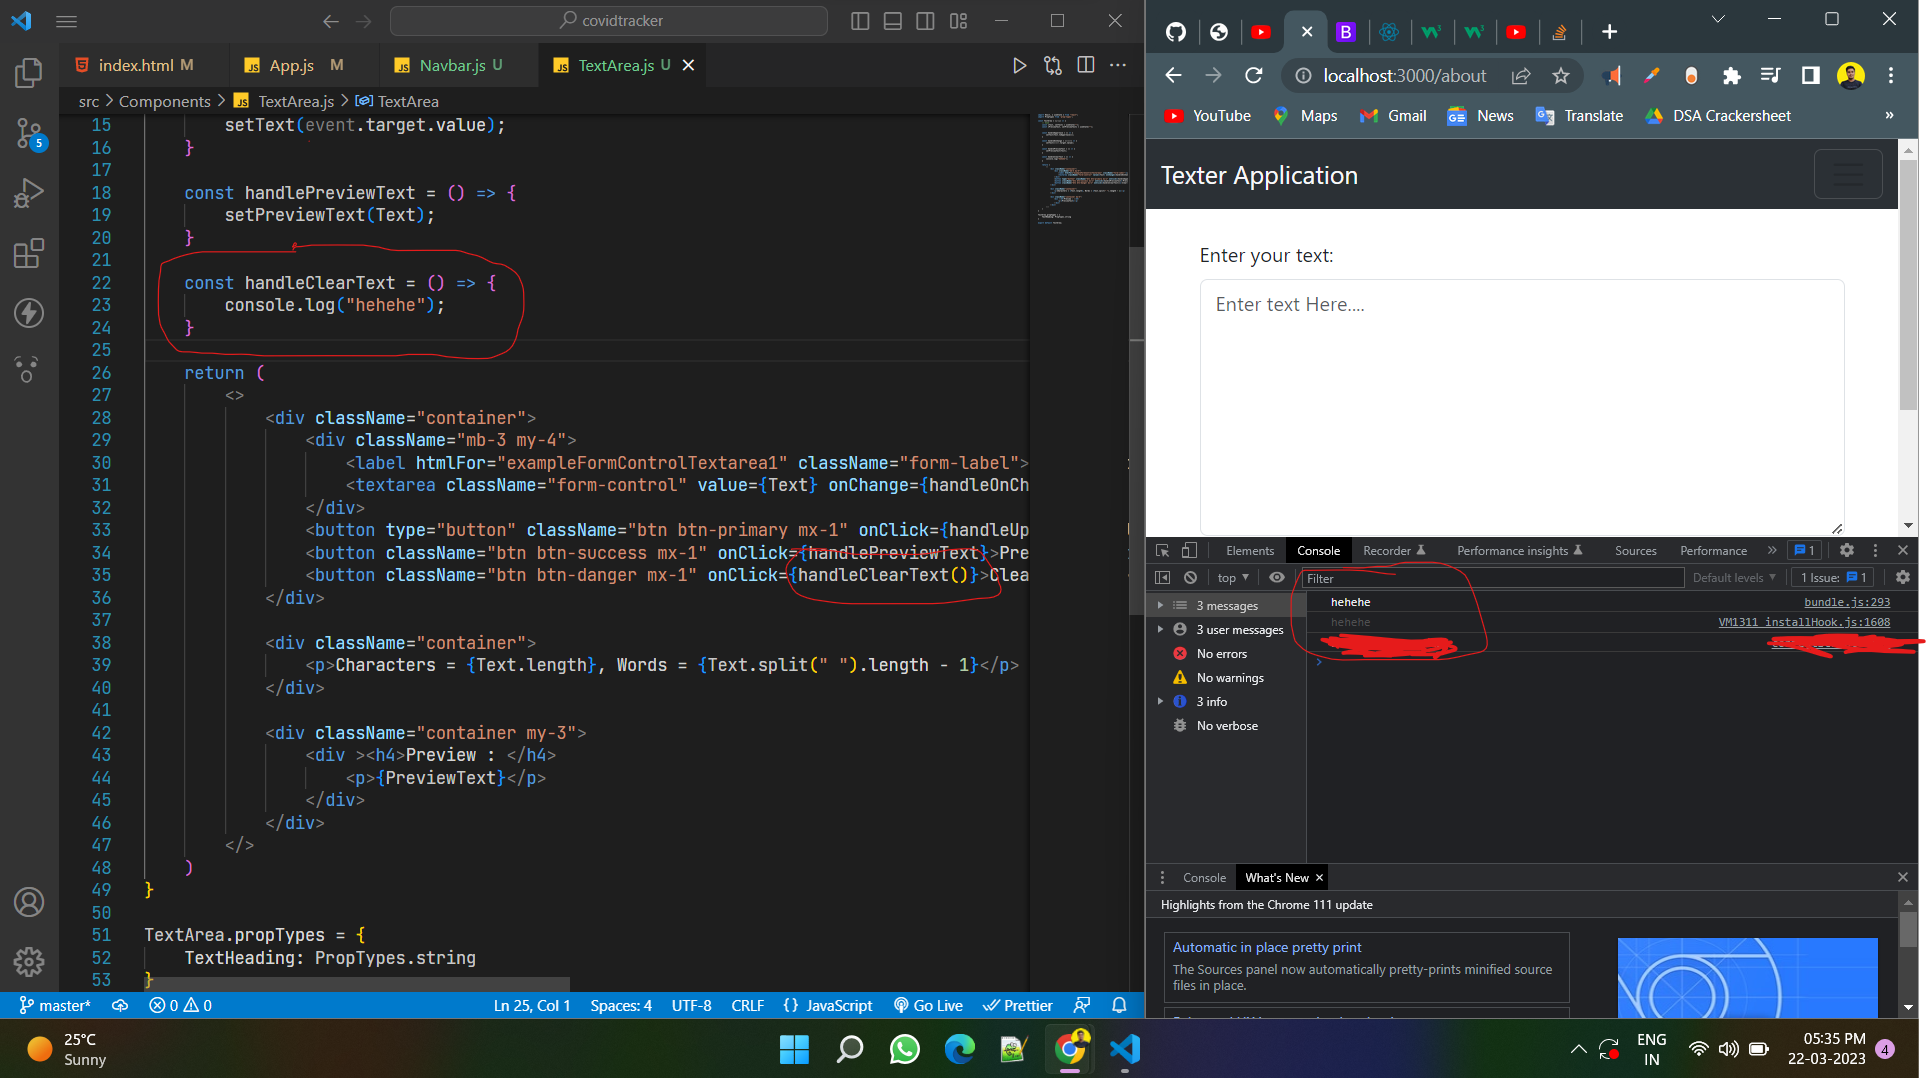 covidtracker
index.html M
App.js M
Navbar.js U
TextArea.js U
src > Components > TextArea.js > TextArea
15 setText(event.target.value);
16 }
17
18 const handlePreviewText = () => {
19 setPreviewText(Text);
20 }
21
22 const handleClearText = () => {
23 console.log("hehehe");
24 }
25
26 return (
27 <>
28 <div className="container">
29 <div className="mb-3 my-4">
30 <label htmlFor="exampleFormControlTextarea1" className="form-label">
31 <textarea className="form-control" value={Text} onChange={handleOnCh
32 </div>
33 <button type="button" className="btn btn-primary mx-1" onClick={handleUp
34 <button className="btn btn-success mx-1" onClick={handlePreviewText}>Pre
35 <button className="btn btn-danger mx-1" onClick={handleClearText()}>Clea
36 </div>
37
38 <div className="container">
39 <p>Characters = {Text.length}, Words = {Text.split(" ").length - 1}</p>
40 </div>
41
42 <div className="container my-3">
43 <div ><h4>Preview : </h4>
44 <p>{PreviewText}</p>
45 </div>
46 </div>
47 </>
48 )
49 }
50
51 TextArea.propTypes = {
52 TextHeading: PropTypes.string
53 }
5
master*
0 0
Ln 25, Col 1
Spaces: 4
UTF-8
CRLF
{} JavaScript
Go Live
Prettier
localhost:3000/about
YouTube
Maps
Gmail
News
Translate
DSA Crackersheet
»
Texter Application
Enter your text:
Enter text Here....
Elements
Console
Recorder
Performance insights
Sources
Performance
»
1
top
Filter
Default levels
1 Issue: 1
3 messages
3 user messages
No errors
No warnings
3 info
No verbose
hehehe bundle.js:293
hehehe VM1311 installHook.js:1608
Console
What's New
Highlights from the Chrome 111 update
Automatic in place pretty print
The Sources panel now automatically pretty-prints minified source
files in place.
25°C
Sunny
ENG
IN
05:35 PM
22-03-2023
4